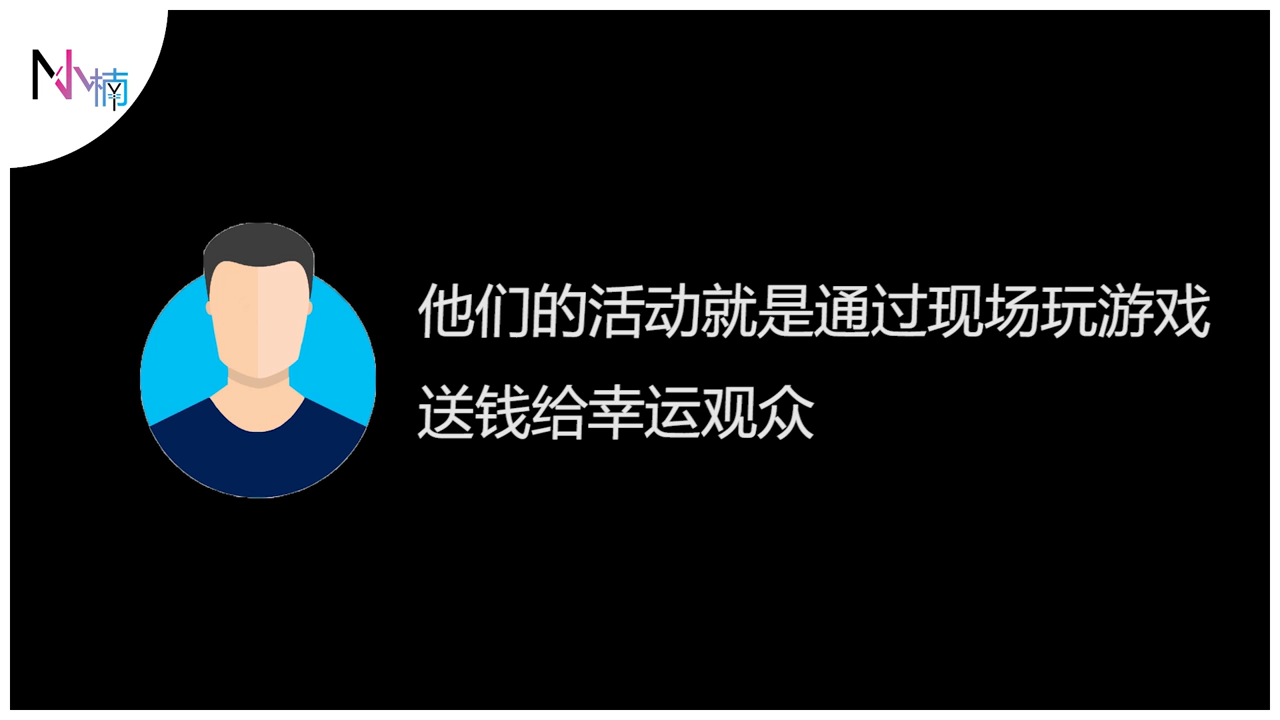 楠
他们的活动就是通过现场玩游戏
送钱给幸运观众